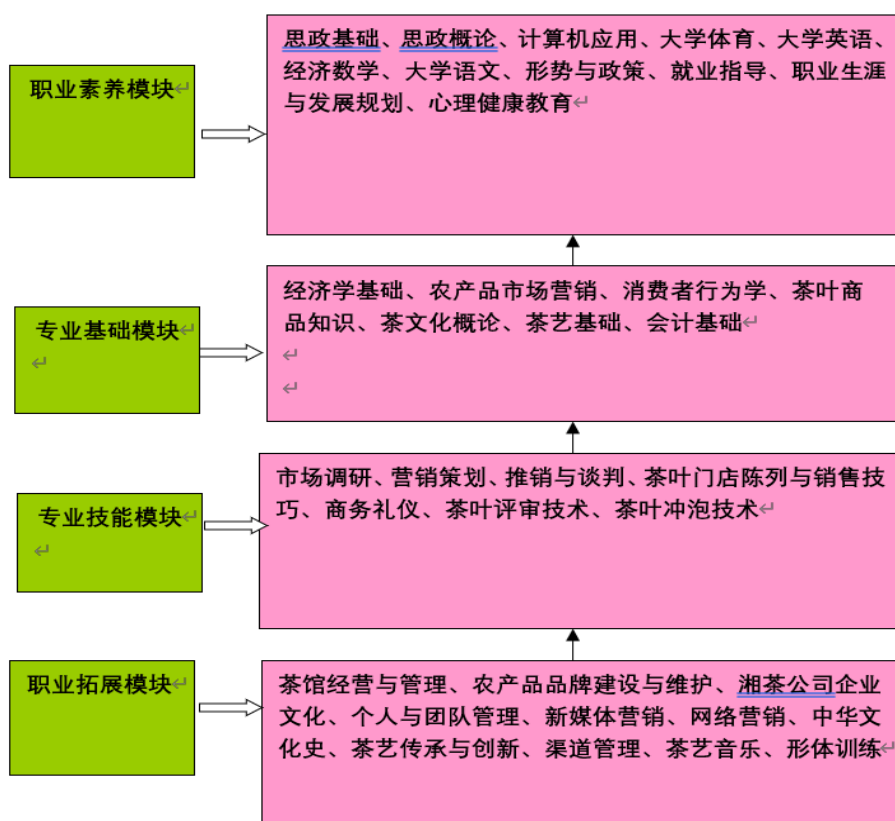 职业素养模块
思政基础、思政概论、计算机应用、大学体育、大学英语、
经济数学、大学语文、形势与政策、就业指导、职业生涯
与发展规划、心理健康教育
专业基础模块
经济学基础、农产品市场营销、消费者行为学、茶叶商
品知识、茶文化概论、茶艺基础、会计基础
专业技能模块
市场调研、营销策划、推销与谈判、茶叶门店陈列与销售技
巧、商务礼仪、茶叶评审技术、茶叶冲泡技术
职业拓展模块
茶馆经营与管理、农产品品牌建设与维护、湘茶公司企业
文化、个人与团队管理、新媒体营销、网络营销、中华文
化史、茶艺传承与创新、渠道管理、茶艺音乐、形体训练